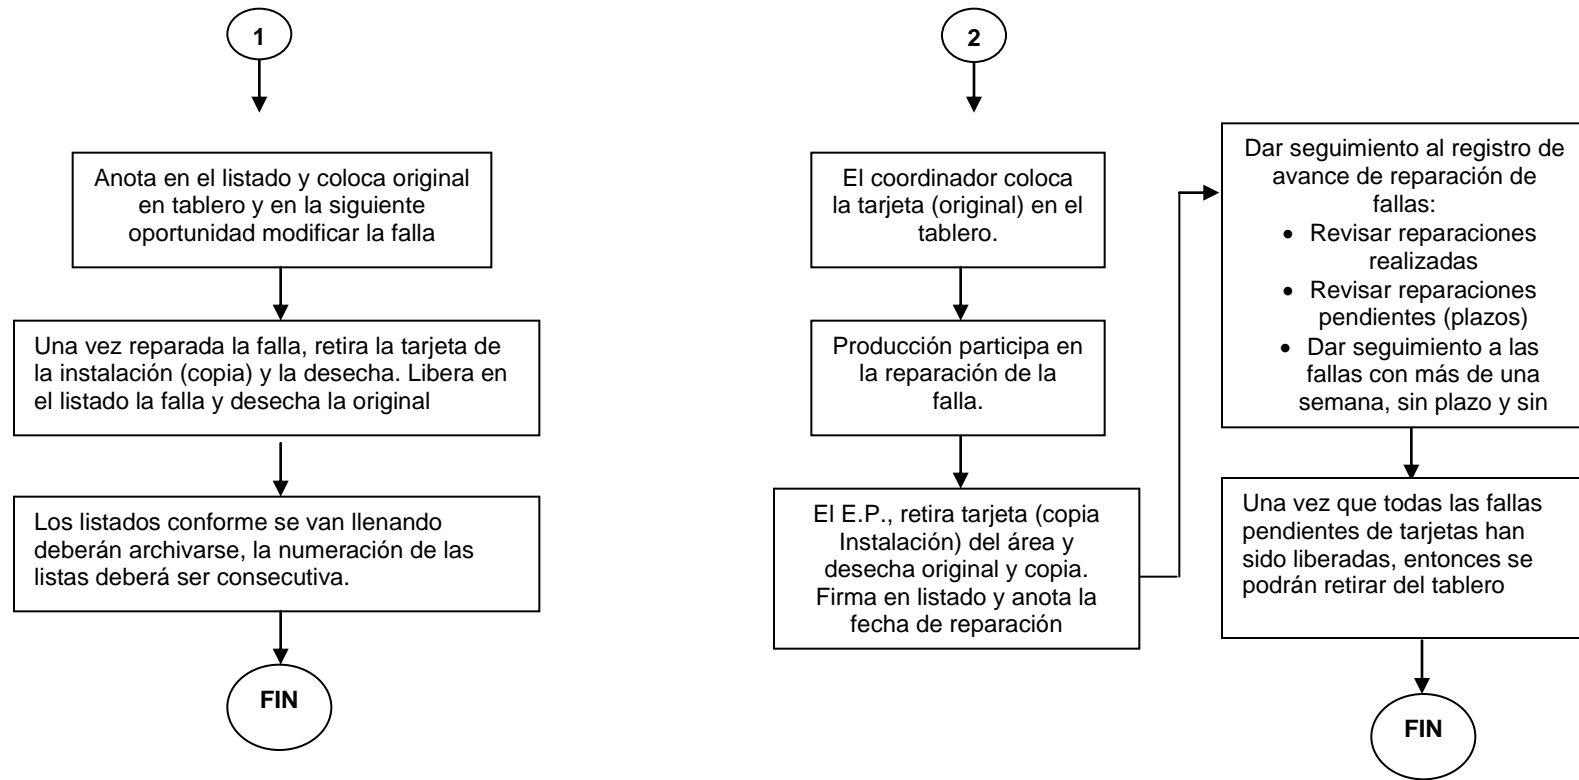 1
Anota en el listado y coloca original
en tablero y en la siguiente
oportunidad modificar la falla
Una vez reparada la falla, retira la tarjeta de
la instalación (copia) y la desecha. Libera en
el listado la falla y desecha la original
Los listados conforme se van llenando
deberán archivarse, la numeración de las
listas deberá ser consecutiva.
FIN
2
El coordinador coloca
la tarjeta (original) en el
tablero.
Producción participa en
la reparación de la
falla.
El E.P., retira tarjeta (copia
Instalación) del área y
desecha original y copia.
Firma en listado y anota la
fecha de reparación
Dar seguimiento al registro de
avance de reparación de
fallas:
• Revisar reparaciones
realizadas
• Revisar reparaciones
pendientes (plazos)
• Dar seguimiento a las
fallas con más de una
semana, sin plazo y sin
Una vez que todas las fallas
pendientes de tarjetas han
sido liberadas, entonces se
podrán retirar del tablero
FIN